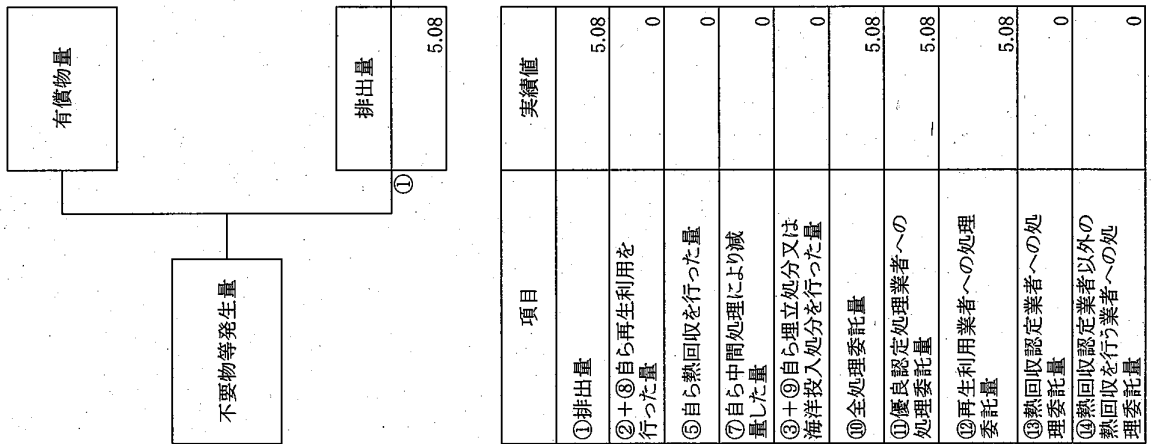 有償物量
不要物等発生量
排出量
①
5.08
項目
実績値
①排出量
5.08
②+⑧自ら再生利用を
行った量
0
⑤自ら熱回収を行った量
0
⑦自ら中間処理により減
量した量
0
③+⑨自ら埋立処分又は
海洋投入処分を行った量
0
⑩全処理委託量
5.08
⑪優良認定処理業者への
処理委託量
5.08
⑫再生利用業者への処理
委託量
5.08
⑬熱回収認定業者への処
理委託量
0
⑭熱回収認定業者以外の
熱回収を行う業者への処
理委託量
0